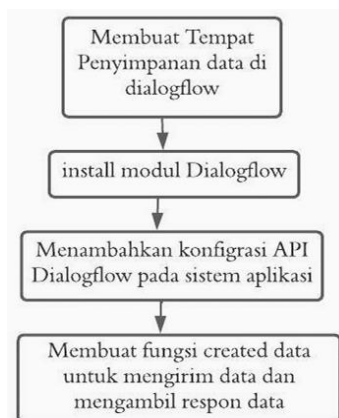 Membuat Tempat
Penyimpanan data di
dialogflow
install modul Dialogflow
Menambahkan konfigrasi API
Dialogflow pada sistem aplikasi
Membuat fungsi created data
untuk mengirim data dan
mengambil respon data